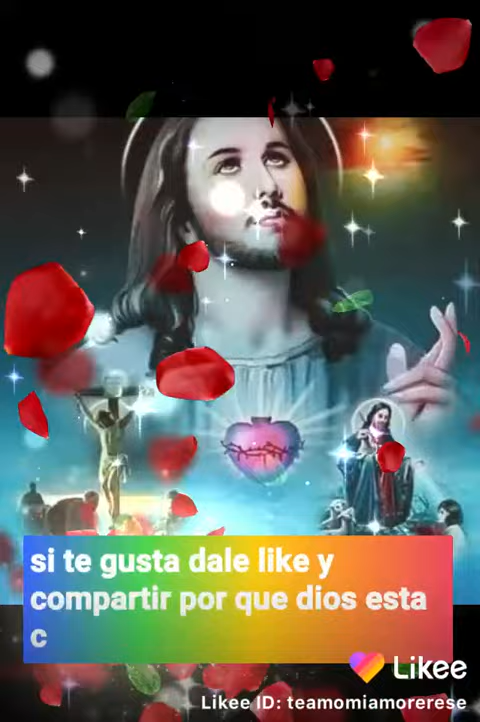 si te gusta dale like y
compartir por que dios esta
c
Likee
Likee ID: teamomiamorerese